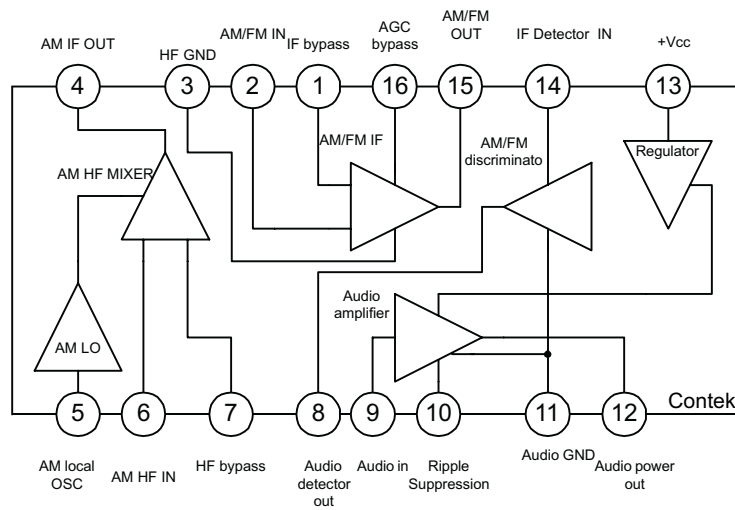 AM IF OUT
HF GND
AM/FM IN
IF bypass
AGC
bypass
AM/FM
OUT
IF Detector IN
+Vcc
4
3
2
1
16
15
14
13
AM/FM IF
AM/FM
discriminato
Regulator
AM HF MIXER
Audio
amplifier
AM LO
Contek
5
6
7
8
9
10
11
12
AM local
OSC
AM HF IN
HF bypass
Audio
detector
out
Audio in
Ripple
Suppression
Audio GND
Audio power
out